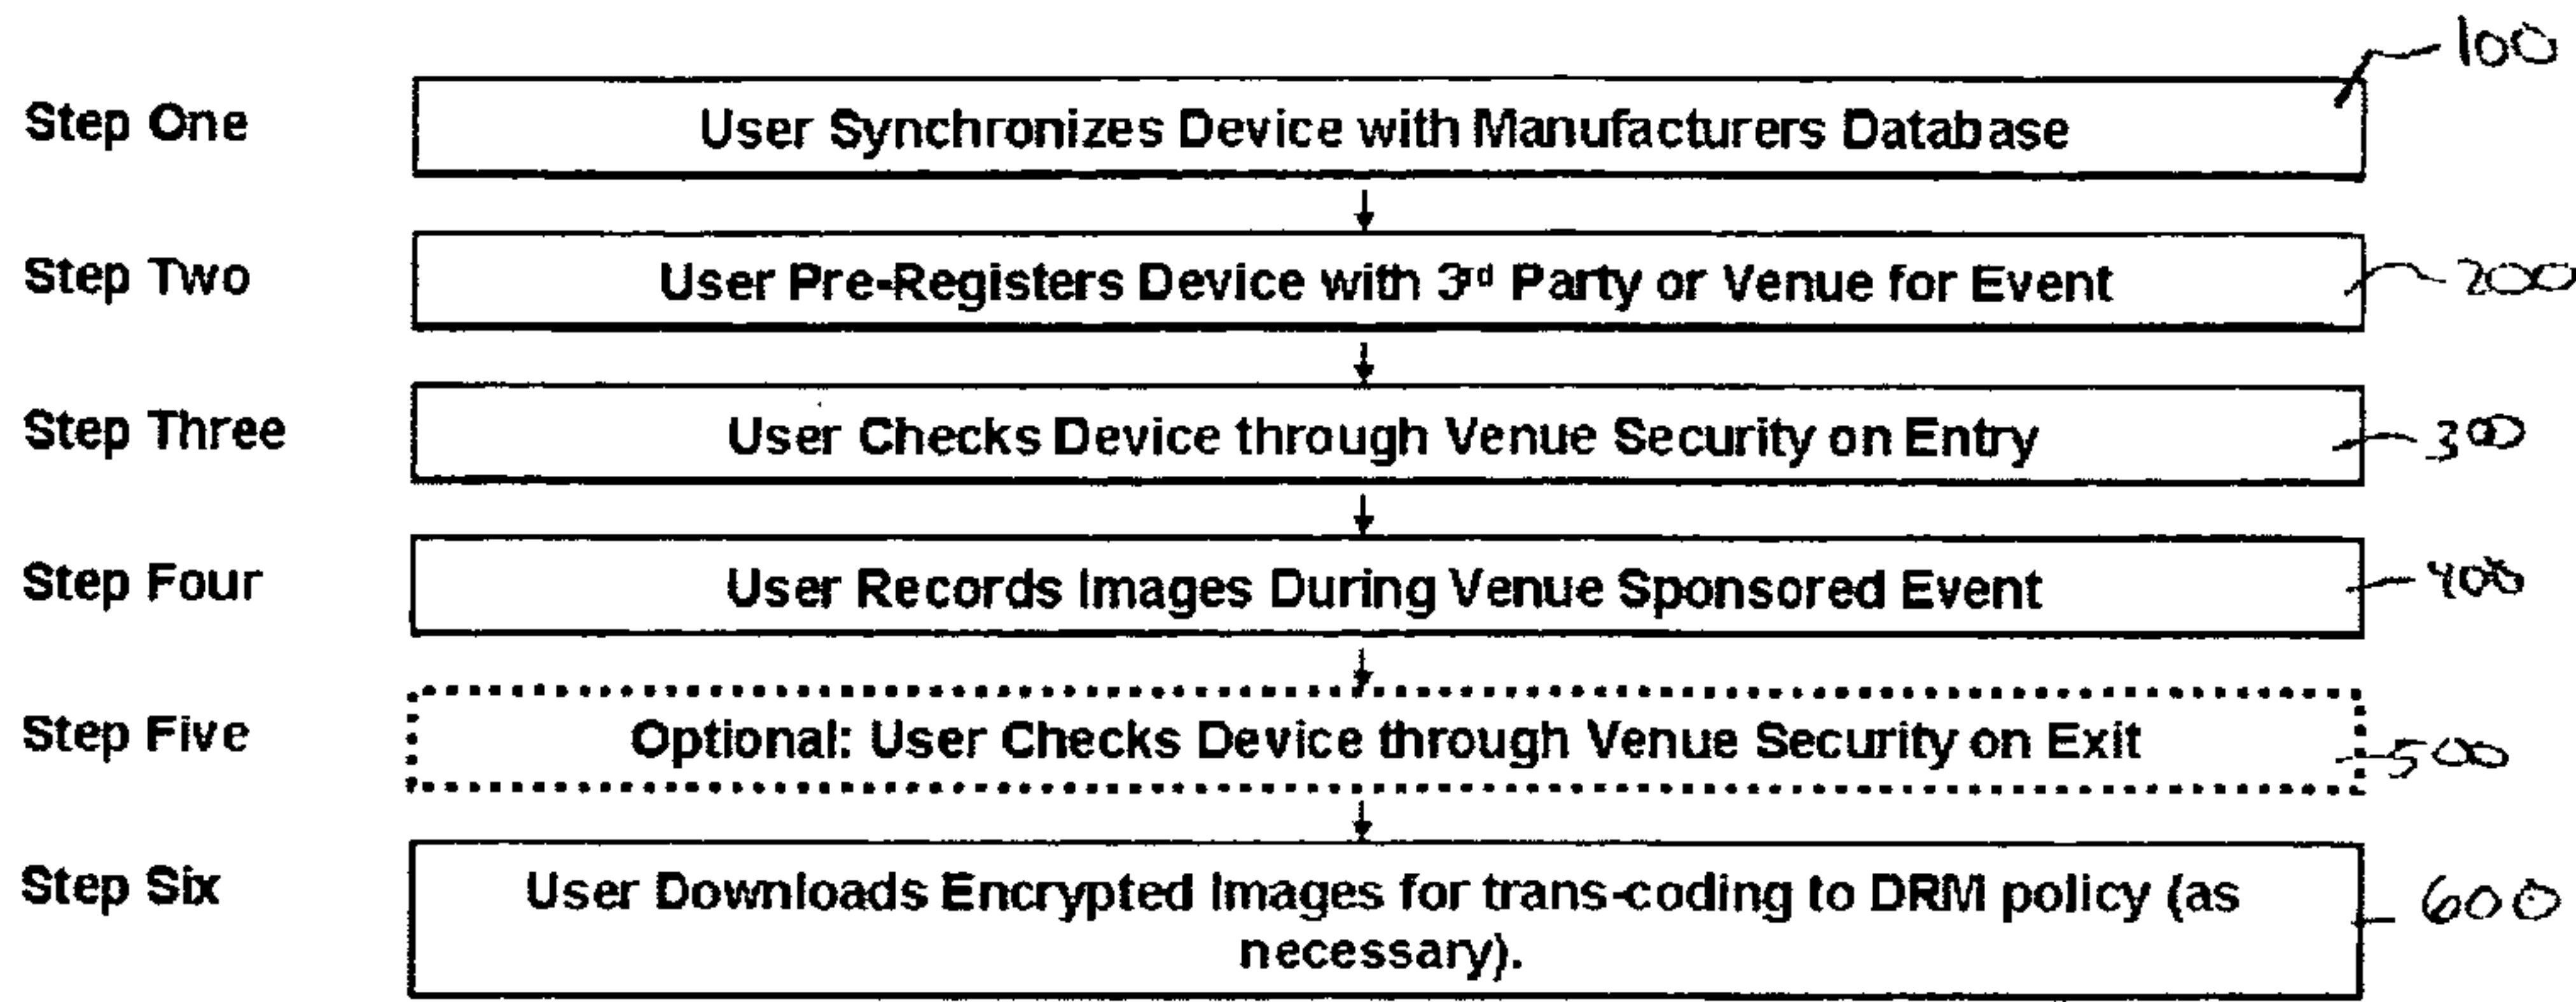 100
Step One
User Synchronizes Device with Manufacturers Database
Step Two
User Pre-Registers Device with 3rd Party or Venue for Event
200
Step Three
User Checks Device through Venue Security on Entry
300
Step Four
User Records Images During Venue Sponsored Event
400
Step Five
Optional: User Checks Device through Venue Security on Exit
500
Step Six
User Downloads Encrypted Images for trans-coding to DRM policy (as
necessary).
600